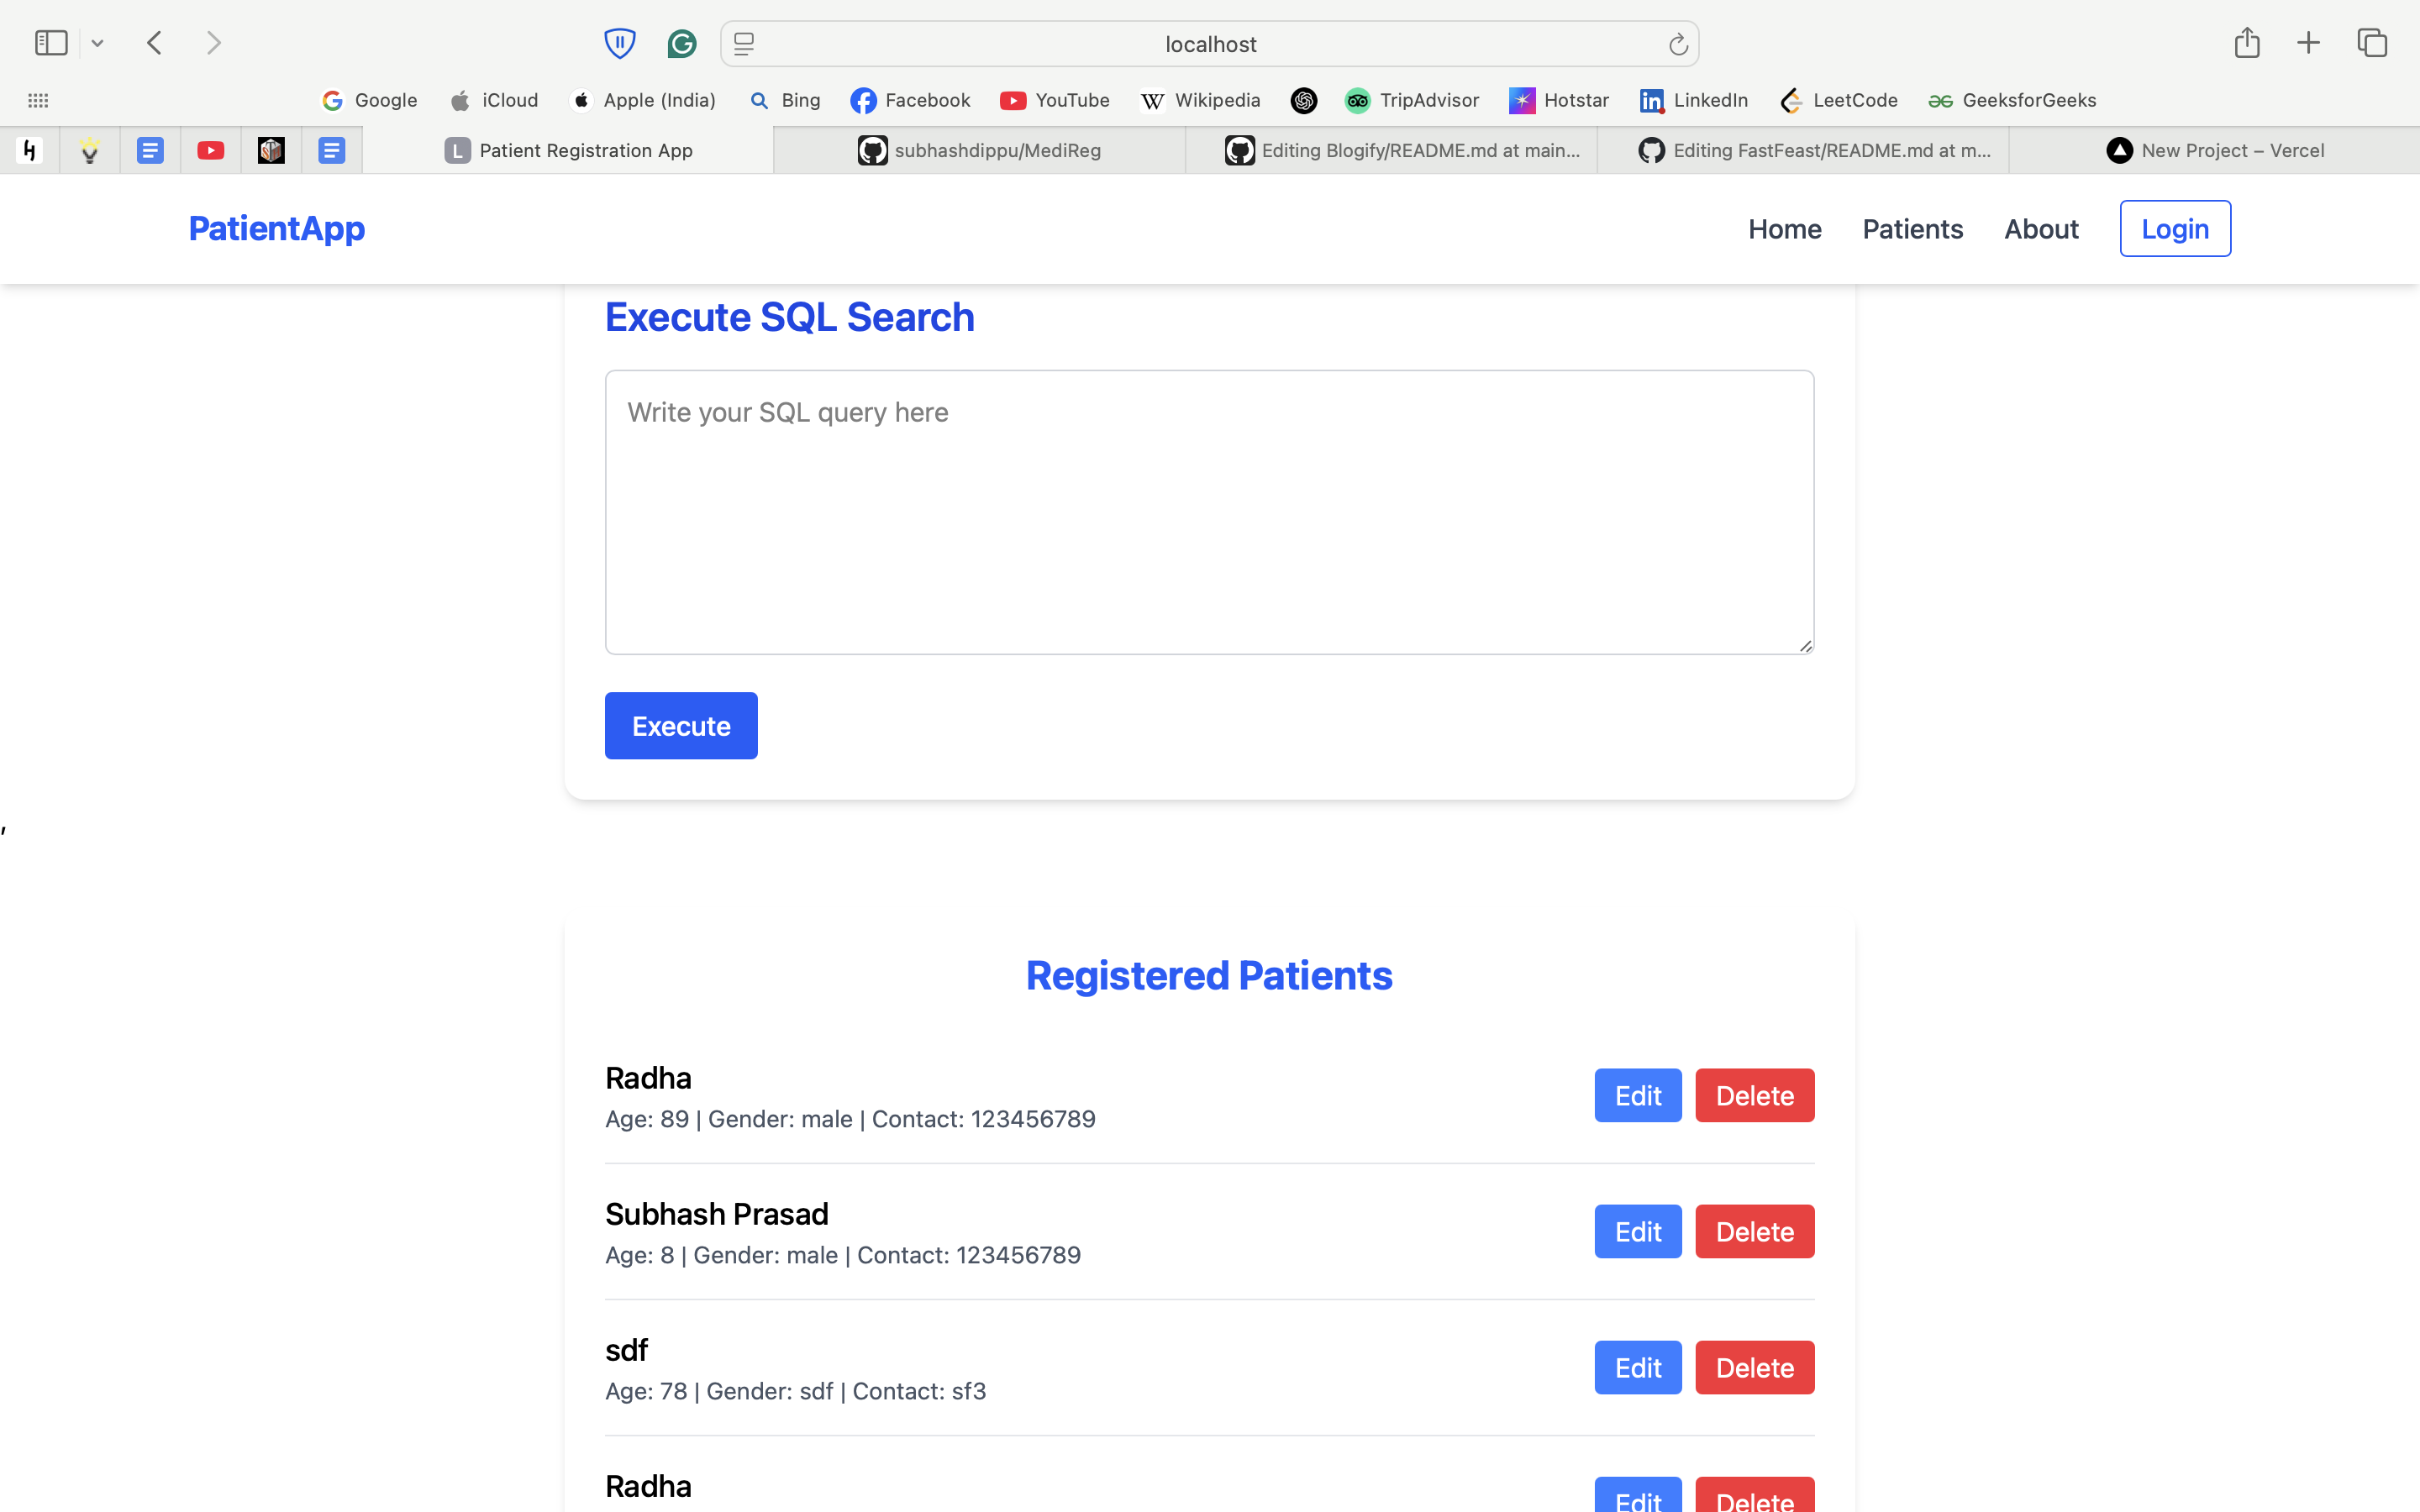 localhost
Google
iCloud
Apple (India)
Bing
Facebook
YouTube
W Wikipedia
TripAdvisor
Hotstar
in LinkedIn
LeetCode
GeeksforGeeks
L Patient Registration App
subhashdippu/MediReg
Editing Blogify/README.md at main...
Editing FastFeast/README.md at m...
New Project – Vercel
PatientApp
Home
Patients
About
Login
Execute SQL Search
Write your SQL query here
Execute
,
Registered Patients
Radha
Age: 89 | Gender: male | Contact: 123456789
Edit
Delete
Subhash Prasad
Age: 8 | Gender: male | Contact: 123456789
Edit
Delete
sdf
Age: 78 | Gender: sdf | Contact: sf3
Edit
Delete
Radha
Edit
Delete